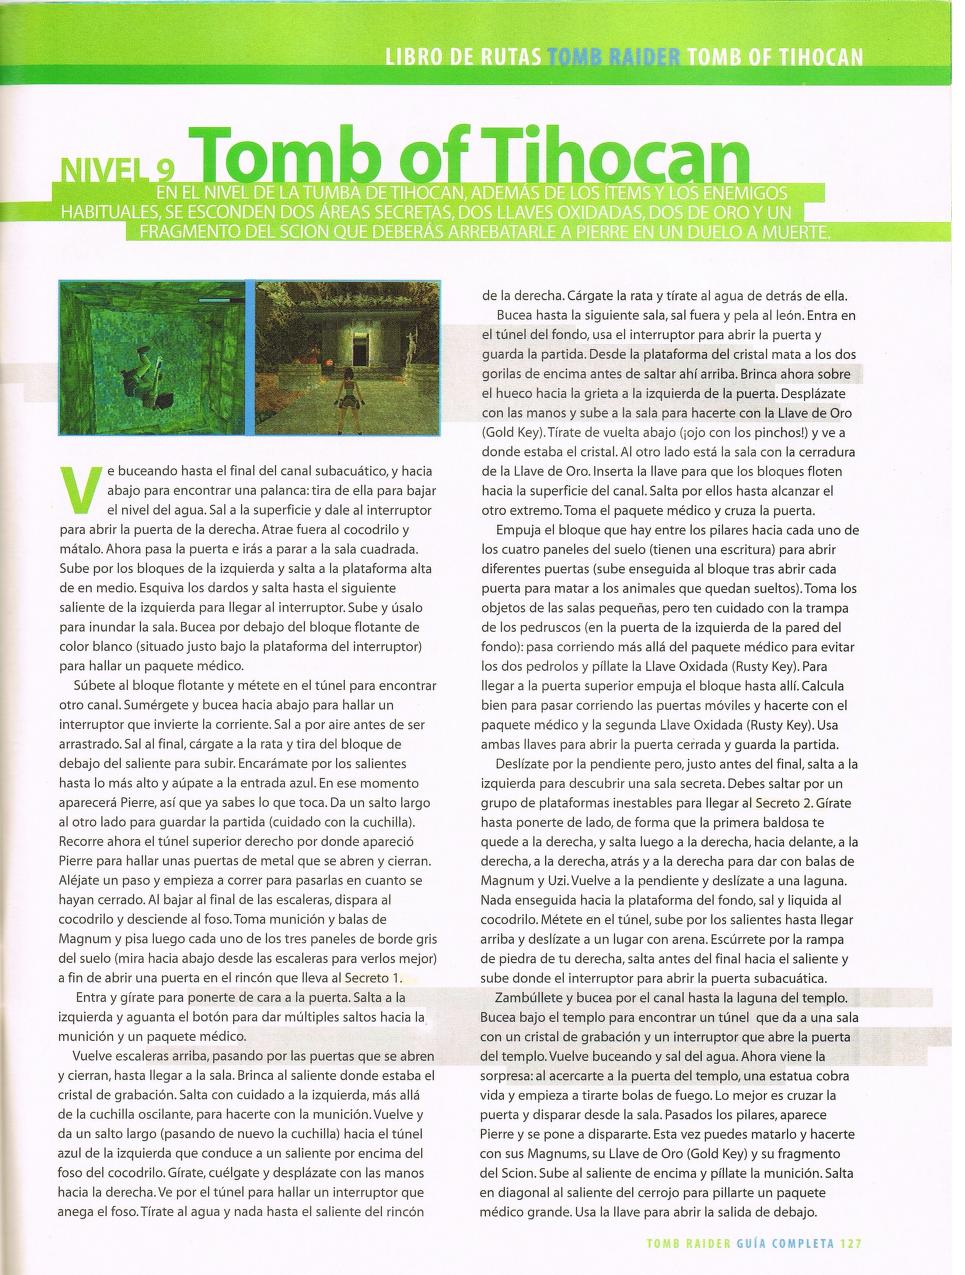 LIBRO DE RUTAS TOMB RAIDER TOMB OF TIHOCAN
NIVEL 9 Tomb of Tihocan
EN EL NIVEL DE LA TUMBA DE TIHOCAN, ADEMÁS DE LOS ÍTEMS Y LOS ENEMIGOS
HABITUALES, SE ESCONDEN DOS ÁREAS SECRETAS, DOS LLAVES OXIDADAS, DOS DE ORO Y UN
FRAGMENTO DEL SCION QUE DEBERÁS ARREBATARLE A PIERRE EN UN DUELO A MUERTE.
Ve buceando hasta el final del canal subacuático, y hacia
abajo para encontrar una palanca: tira de ella para bajar
el nivel del agua. Sal a la superficie y dale al interruptor
para abrir la puerta de la derecha. Atrae fuera al cocodrilo y
mátalo. Ahora pasa la puerta e irás a parar a la sala cuadrada.
Sube por los bloques de la izquierda y salta a la plataforma alta
de en medio. Esquiva los dardos y salta hasta el siguiente
saliente de la izquierda para llegar al interruptor. Sube y úsalo
para inundar la sala. Bucea por debajo del bloque flotante de
color blanco (situado justo bajo la plataforma del interruptor)
para hallar un paquete médico.
Súbete al bloque flotante y métete en el túnel para encontrar
otro canal. Sumérgete y bucea hacia abajo para hallar un
interruptor que invierte la corriente. Sal a por aire antes de ser
arrastrado. Sal al final, cárgate a la rata y tira del bloque de
debajo del saliente para subir. Encarámate por los salientes
hasta lo más alto y aúpate a la entrada azul. En ese momento
aparecerá Pierre, así que ya sabes lo que toca. Da un salto largo
al otro lado para guardar la partida (cuidado con la cuchilla).
Recorre ahora el túnel superior derecho por donde apareció
Pierre para hallar unas puertas de metal que se abren y cierran.
Aléjate un paso y empieza a correr para pasarlas en cuanto se
hayan cerrado. Al bajar al final de las escaleras, dispara al
cocodrilo y desciende al foso. Toma munición y balas de
Magnum y pisa luego cada uno de los tres paneles de borde gris
del suelo (mira hacia abajo desde las escaleras para verlos mejor)
a fin de abrir una puerta en el rincón que lleva al Secreto 1.
Entra y gírate para ponerte de cara a la puerta. Salta a la
izquierda y aguanta el botón para dar múltiples saltos hacia la
munición y un paquete médico.
Vuelve escaleras arriba, pasando por las puertas que se abren
y cierran, hasta llegar a la sala. Brinca al saliente donde estaba el
cristal de grabación. Salta con cuidado a la izquierda, más allá
de la cuchilla oscilante, para hacerte con la munición. Vuelve y
da un salto largo (pasando de nuevo la cuchilla) hacia el túnel
azul de la izquierda que conduce a un saliente por encima del
foso del cocodrilo. Gírate, cuélgate y desplázate con las manos
hacia la derecha. Ve por el túnel para hallar un interruptor que
anega el foso. Tírate al agua y nada hasta el saliente del rincón
de la derecha. Cárgate la rata y tírate al agua de detrás de ella.
Bucea hasta la siguiente sala, sal fuera y pela al león. Entra en
el túnel del fondo, usa el interruptor para abrir la puerta y
guarda la partida. Desde la plataforma del cristal mata a los dos
gorilas de encima antes de saltar ahí arriba. Brinca ahora sobre
el hueco hacia la grieta a la izquierda de la puerta. Desplázate
con las manos y sube a la sala para hacerte con la Llave de Oro
(Gold Key). Tírate de vuelta abajo (¡ojo con los pinchos!) y ve a
donde estaba el cristal. Al otro lado está la sala con la cerradura
de la Llave de Oro. Inserta la llave para que los bloques floten
hacia la superficie del canal. Salta por ellos hasta alcanzar el
otro extremo. Toma el paquete médico y cruza la puerta.
Empuja el bloque que hay entre los pilares hacia cada uno de
los cuatro paneles del suelo (tienen una escritura) para abrir
diferentes puertas (sube enseguida al bloque tras abrir cada
puerta para matar a los animales que quedan sueltos). Toma los
objetos de las salas pequeñas, pero ten cuidado con la trampa
de los pedruscos (en la puerta de la izquierda de la pared del
fondo): pasa corriendo más allá del paquete médico para evitar
los dos pedrolos y píllate la Llave Oxidada (Rusty Key). Para
llegar a la puerta superior empuja el bloque hasta allí. Calcula
bien para pasar corriendo las puertas móviles y hacerte con el
paquete médico y la segunda Llave Oxidada (Rusty Key). Usa
ambas llaves para abrir la puerta cerrada y guarda la partida.
Deslízate por la pendiente pero, justo antes del final, salta a la
izquierda para descubrir una sala secreta. Debes saltar por un
grupo de plataformas inestables para llegar al Secreto 2. Gírate
hasta ponerte de lado, de forma que la primera baldosa te
quede a la derecha, y salta luego a la derecha, hacia delante, a la
derecha, a la derecha, atrás y a la derecha para dar con balas de
Magnum y Uzi. Vuelve a la pendiente y deslízate a una laguna.
Nada enseguida hacia la plataforma del fondo, sal y liquida al
cocodrilo. Métete en el túnel, sube por los salientes hasta llegar
arriba y deslízate a un lugar con arena. Escúrrete por la rampa
de piedra de tu derecha, salta antes del final hacia el saliente y
sube donde el interruptor para abrir la puerta subacuática.
Zambúllete y bucea por el canal hasta la laguna del templo.
Bucea bajo el templo para encontrar un túnel que da a una sala
con un cristal de grabación y un interruptor que abre la puerta
del templo. Vuelve buceando y sal del agua. Ahora viene la
sorpresa: al acercarte a la puerta del templo, una estatua cobra
vida y empieza a tirarte bolas de fuego. Lo mejor es cruzar la
puerta y disparar desde la sala. Pasados los pilares, aparece
Pierre y se pone a dispararte. Esta vez puedes matarlo y hacerte
con sus Magnums, su Llave de Oro (Gold Key) y su fragmento
del Scion. Sube al saliente de encima y píllate la munición. Salta
en diagonal al saliente del cerrojo para pillarte un paquete
médico grande. Usa la llave para abrir la salida de debajo.
TOMB RAIDER GUÍA COMPLETA 127